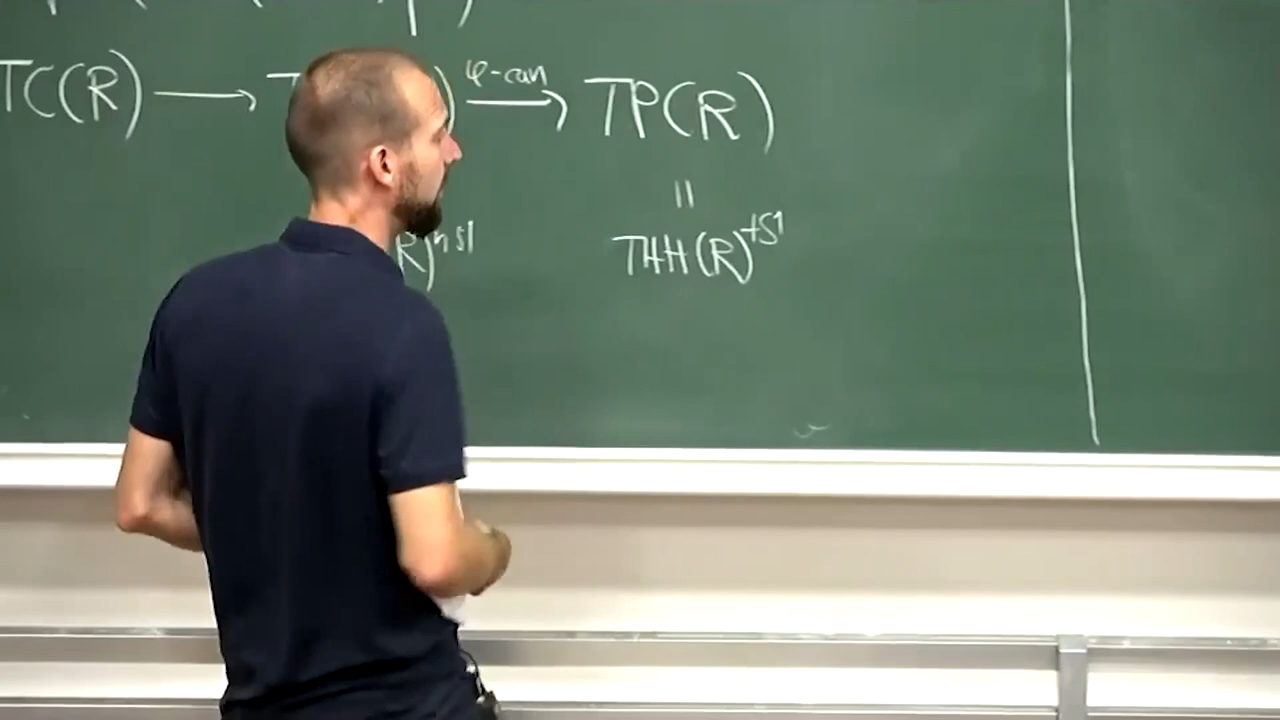 TC(R) ⟶ T ) ⟶ φ-can TP(R)
||
R)^{hS1} THH(R)^{tS1}